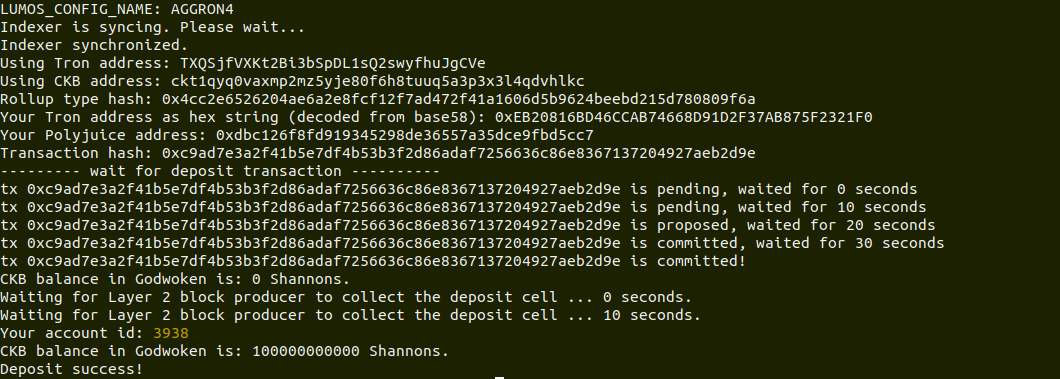 LUMOS_CONFIG_NAME: AGGRON4
Indexer is syncing. Please wait...
Indexer synchronized.
Using Tron address: TXQSjfVXKt2Bi3bSpDL1sQ2swyfhuJgCVe
Using CKB address: ckt1qyq0vaxmp2mz5yje80f6h8tuuq5a3p3x3l4qdvhlkc
Rollup type hash: 0x4cc2e6526204ae6a2e8fcf12f7ad472f41a1606d5b9624beebd215d780809f6a
Your Tron address as hex string (decoded from base58): 0xEB20816BD46CCAB74668D91D2F37AB875F2321F0
Your Polyjuice address: 0xdbc126f8fd919345298de36557a35dce9fbd5cc7
Transaction hash: 0xc9ad7e3a2f41b5e7df4b53b3f2d86adaf7256636c86e8367137204927aeb2d9e
--------- wait for deposit transaction ----------
tx 0xc9ad7e3a2f41b5e7df4b53b3f2d86adaf7256636c86e8367137204927aeb2d9e is pending, waited for 0 seconds
tx 0xc9ad7e3a2f41b5e7df4b53b3f2d86adaf7256636c86e8367137204927aeb2d9e is pending, waited for 10 seconds
tx 0xc9ad7e3a2f41b5e7df4b53b3f2d86adaf7256636c86e8367137204927aeb2d9e is proposed, waited for 20 seconds
tx 0xc9ad7e3a2f41b5e7df4b53b3f2d86adaf7256636c86e8367137204927aeb2d9e is committed, waited for 30 seconds
tx 0xc9ad7e3a2f41b5e7df4b53b3f2d86adaf7256636c86e8367137204927aeb2d9e is committed!
CKB balance in Godwoken is: 0 Shannons.
Waiting for Layer 2 block producer to collect the deposit cell ... 0 seconds.
Waiting for Layer 2 block producer to collect the deposit cell ... 10 seconds.
Your account id: 3938
CKB balance in Godwoken is: 100000000000 Shannons.
Deposit success!